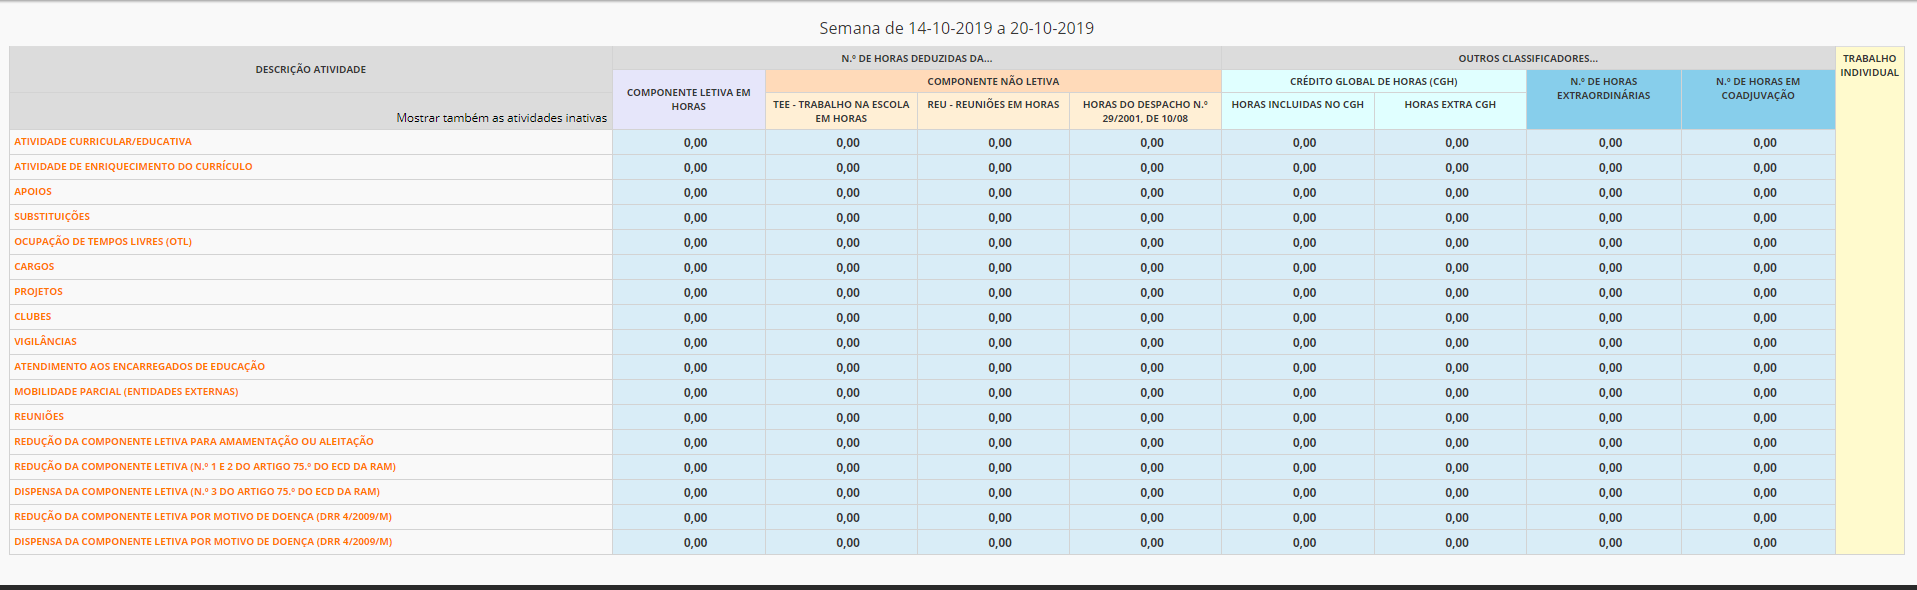 Semana de 14-10-2019 a 20-10-2019
DESCRIÇÃO ATIVIDADE
Mostrar também as atividades inativas
N.º DE HORAS DEDUZIDAS DA...
OUTROS CLASSIFICADORES...
TRABALHO
INDIVIDUAL
COMPONENTE LETIVA EM
HORAS
COMPONENTE NÃO LETIVA
CRÉDITO GLOBAL DE HORAS (CGH)
N.º DE HORAS
EXTRAORDINÁRIAS
N.º DE HORAS EM
COADJUVAÇÃO
TEE - TRABALHO NA ESCOLA
EM HORAS
REU - REUNIÕES EM HORAS
HORAS DO DESPACHO N.º
29/2001, DE 10/08
HORAS INCLUIDAS NO CGH
HORAS EXTRA CGH
ATIVIDADE CURRICULAR/EDUCATIVA 0,00 0,00 0,00 0,00 0,00 0,00 0,00 0,00
ATIVIDADE DE ENRIQUECIMENTO DO CURRÍCULO 0,00 0,00 0,00 0,00 0,00 0,00 0,00 0,00
APOIOS 0,00 0,00 0,00 0,00 0,00 0,00 0,00 0,00
SUBSTITUIÇÕES 0,00 0,00 0,00 0,00 0,00 0,00 0,00 0,00
OCUPAÇÃO DE TEMPOS LIVRES (OTL) 0,00 0,00 0,00 0,00 0,00 0,00 0,00 0,00
CARGOS 0,00 0,00 0,00 0,00 0,00 0,00 0,00 0,00
PROJETOS 0,00 0,00 0,00 0,00 0,00 0,00 0,00 0,00
CLUBES 0,00 0,00 0,00 0,00 0,00 0,00 0,00 0,00
VIGILÂNCIAS 0,00 0,00 0,00 0,00 0,00 0,00 0,00 0,00
ATENDIMENTO AOS ENCARREGADOS DE EDUCAÇÃO 0,00 0,00 0,00 0,00 0,00 0,00 0,00 0,00
MOBILIDADE PARCIAL (ENTIDADES EXTERNAS) 0,00 0,00 0,00 0,00 0,00 0,00 0,00 0,00
REUNIÕES 0,00 0,00 0,00 0,00 0,00 0,00 0,00 0,00
REDUÇÃO DA COMPONENTE LETIVA PARA AMAMENTAÇÃO OU ALEITAÇÃO 0,00 0,00 0,00 0,00 0,00 0,00 0,00 0,00
REDUÇÃO DA COMPONENTE LETIVA (N.º 1 E 2 DO ARTIGO 75.º DO ECD DA RAM) 0,00 0,00 0,00 0,00 0,00 0,00 0,00 0,00
DISPENSA DA COMPONENTE LETIVA (N.º 3 DO ARTIGO 75.º DO ECD DA RAM) 0,00 0,00 0,00 0,00 0,00 0,00 0,00 0,00
REDUÇÃO DA COMPONENTE LETIVA POR MOTIVO DE DOENÇA (DRR 4/2009/M) 0,00 0,00 0,00 0,00 0,00 0,00 0,00 0,00
DISPENSA DA COMPONENTE LETIVA POR MOTIVO DE DOENÇA (DRR 4/2009/M) 0,00 0,00 0,00 0,00 0,00 0,00 0,00 0,00